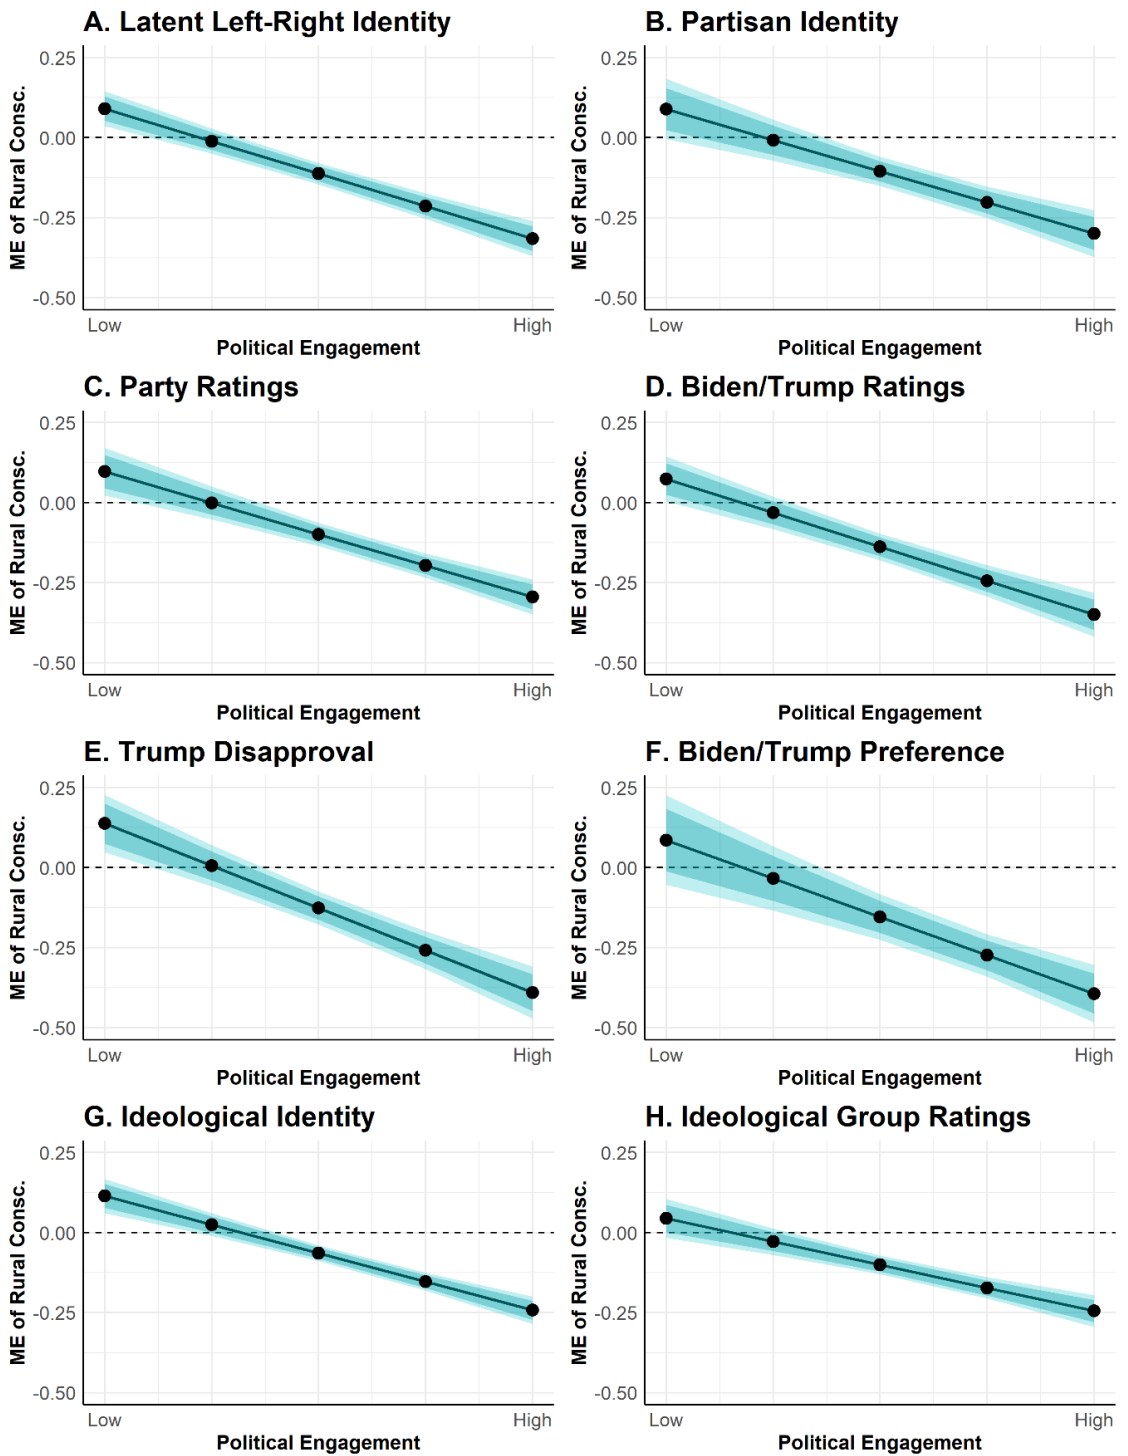 A. Latent Left-Right Identity
ME of Rural Consc.
0.25
0.00
-0.25
-0.50
Low
High
Political Engagement
B. Partisan Identity
ME of Rural Consc.
0.25
0.00
-0.25
-0.50
Low
High
Political Engagement
C. Party Ratings
ME of Rural Consc.
0.25
0.00
-0.25
-0.50
Low
High
Political Engagement
D. Biden/Trump Ratings
ME of Rural Consc.
0.25
0.00
-0.25
-0.50
Low
High
Political Engagement
E. Trump Disapproval
ME of Rural Consc.
0.25
0.00
-0.25
-0.50
Low
High
Political Engagement
F. Biden/Trump Preference
ME of Rural Consc.
0.25
0.00
-0.25
-0.50
Low
High
Political Engagement
G. Ideological Identity
ME of Rural Consc.
0.25
0.00
-0.25
-0.50
Low
High
Political Engagement
H. Ideological Group Ratings
ME of Rural Consc.
0.25
0.00
-0.25
-0.50
Low
High
Political Engagement